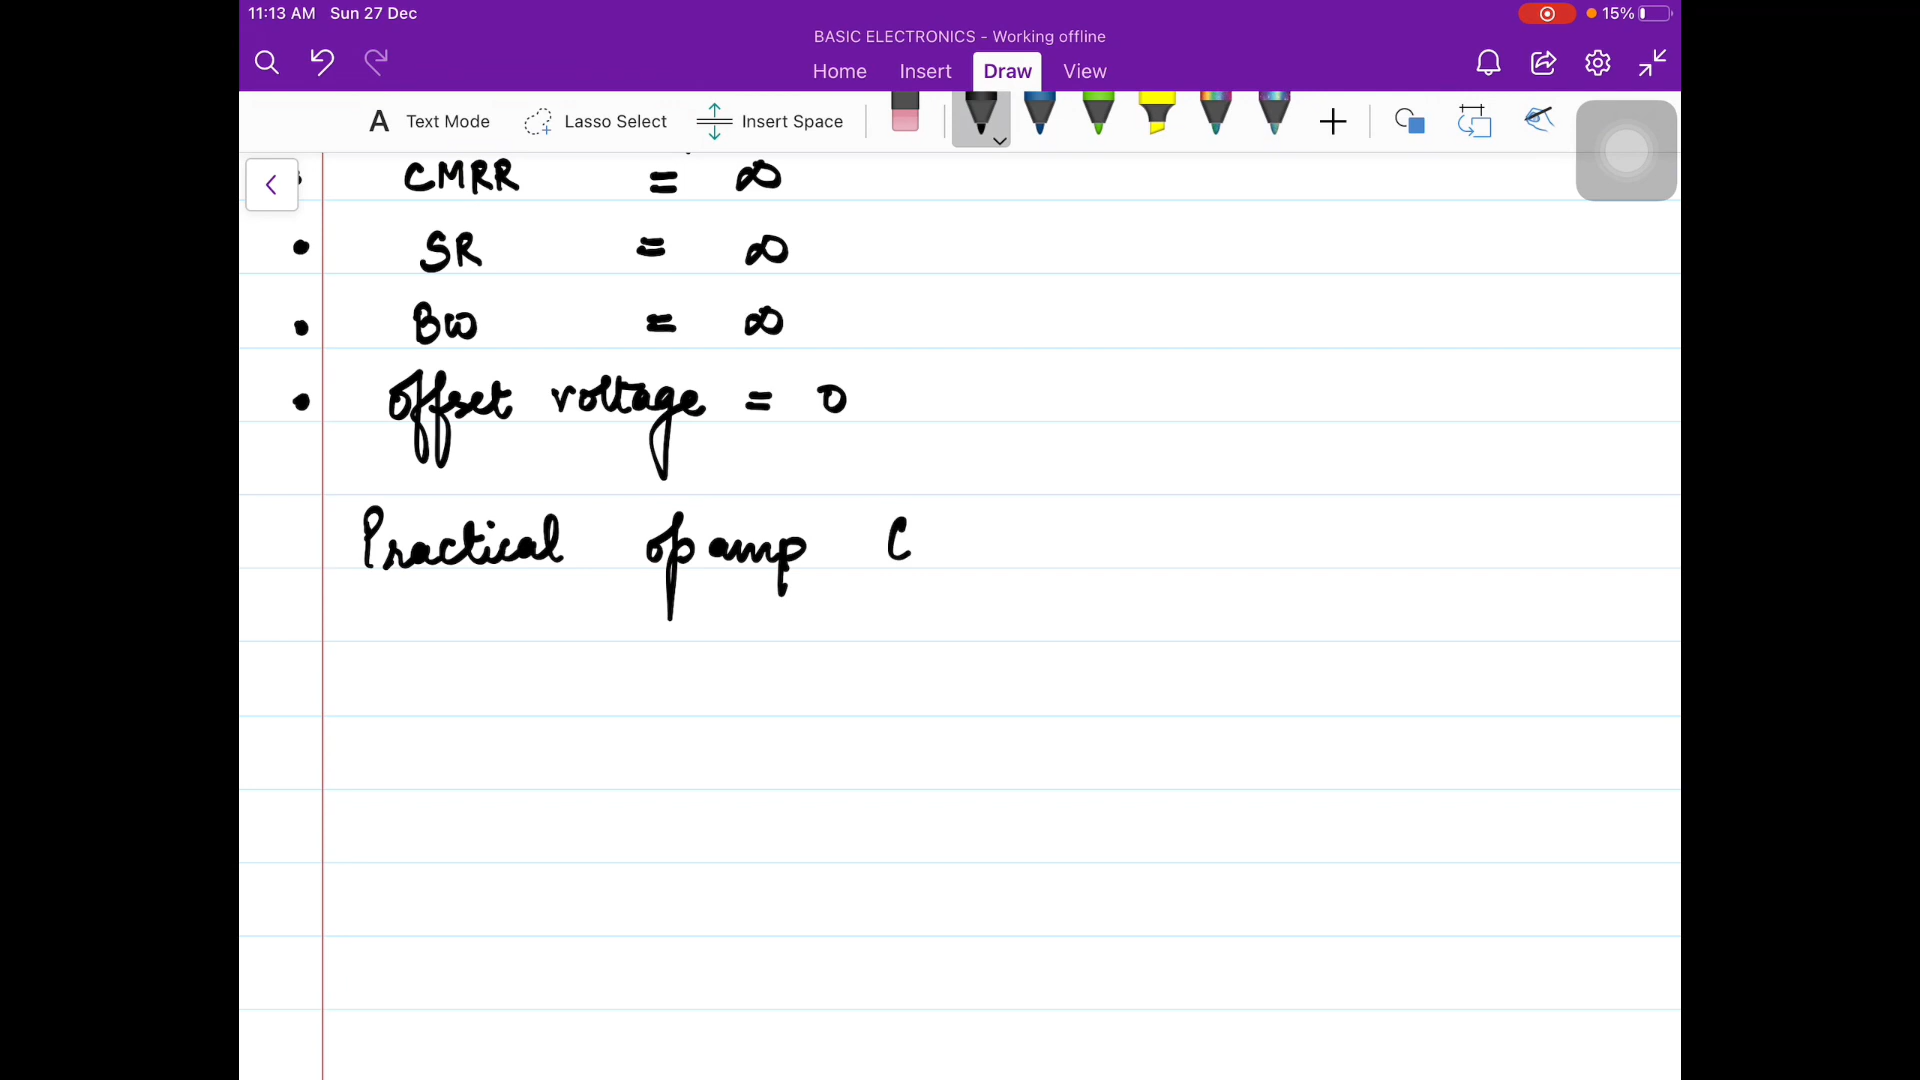 11:13 AM Sun 27 Dec 15%
BASIC ELECTRONICS - Working offline
Home Insert Draw View
A Text Mode Lasso Select Insert Space
CMRR = ∞
• SR = ∞
• BW = ∞
• Offset voltage = 0
Practical op amp C